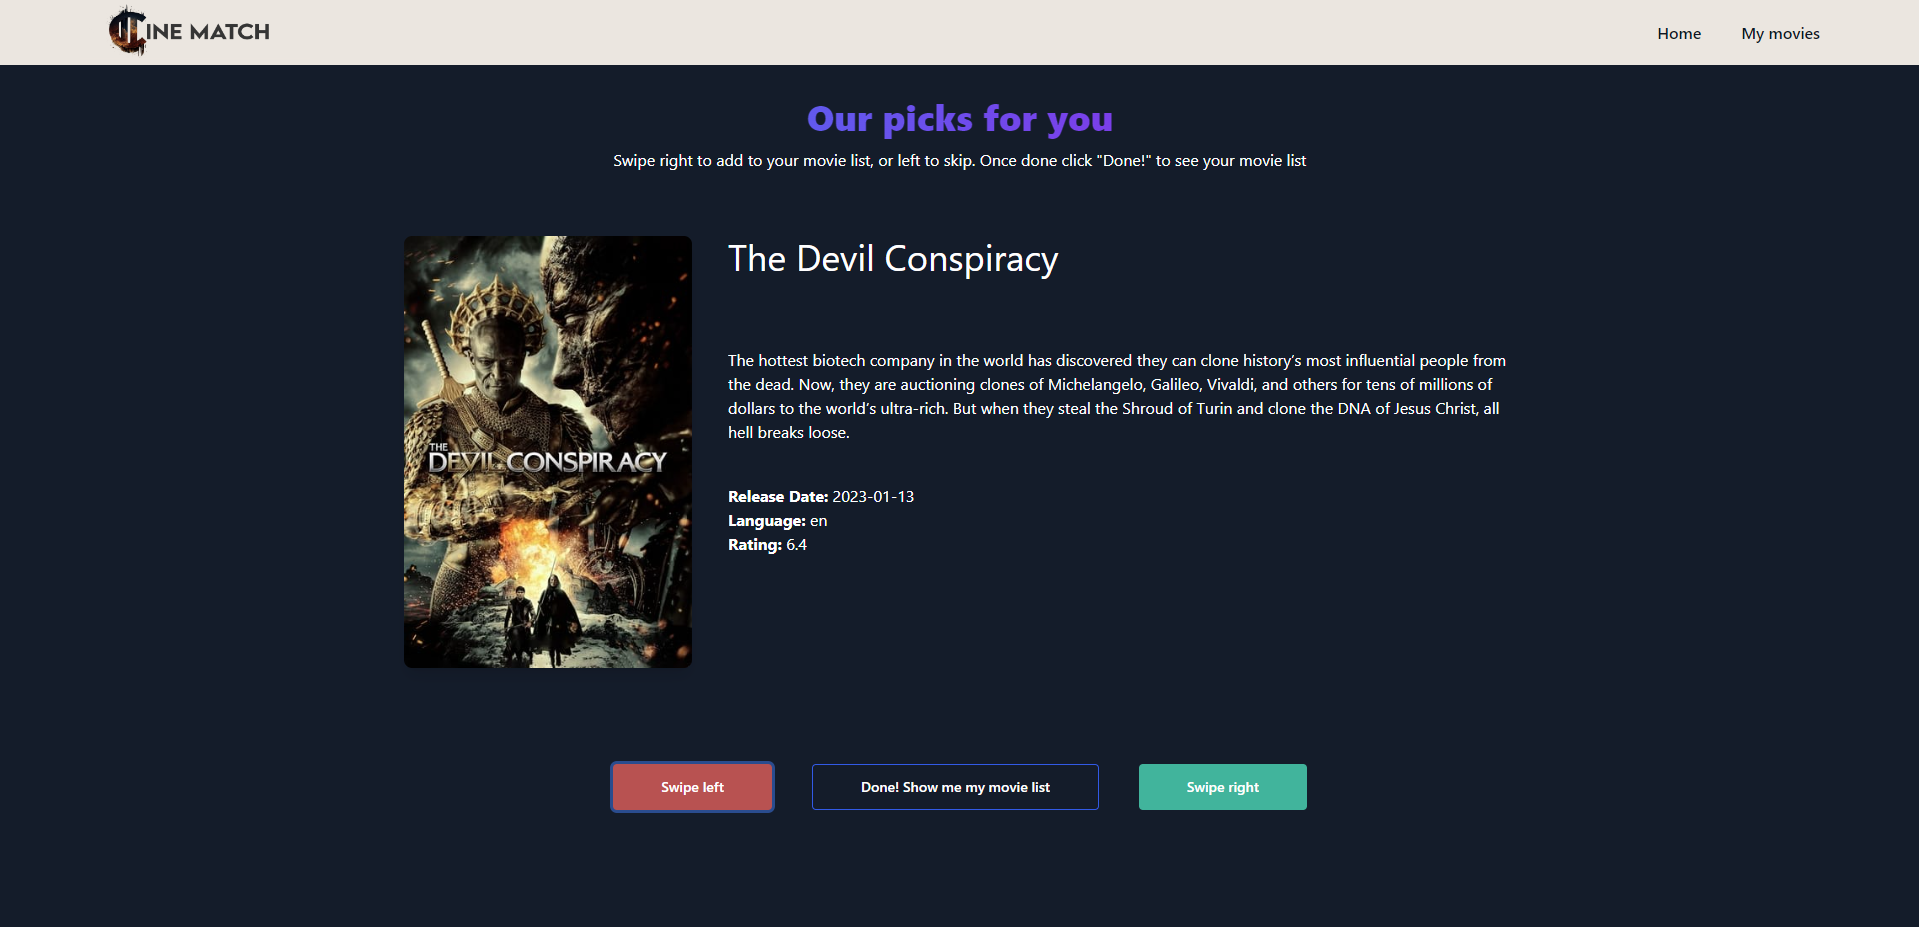 CINE MATCH
Home
My movies
Our picks for you
Swipe right to add to your movie list, or left to skip. Once done click "Done!" to see your movie list
THE
DEVIL CONSPIRACY
The Devil Conspiracy
The hottest biotech company in the world has discovered they can clone history’s most influential people from
the dead. Now, they are auctioning clones of Michelangelo, Galileo, Vivaldi, and others for tens of millions of
dollars to the world’s ultra-rich. But when they steal the Shroud of Turin and clone the DNA of Jesus Christ, all
hell breaks loose.
Release Date: 2023-01-13
Language: en
Rating: 6.4
Swipe left
Done! Show me my movie list
Swipe right